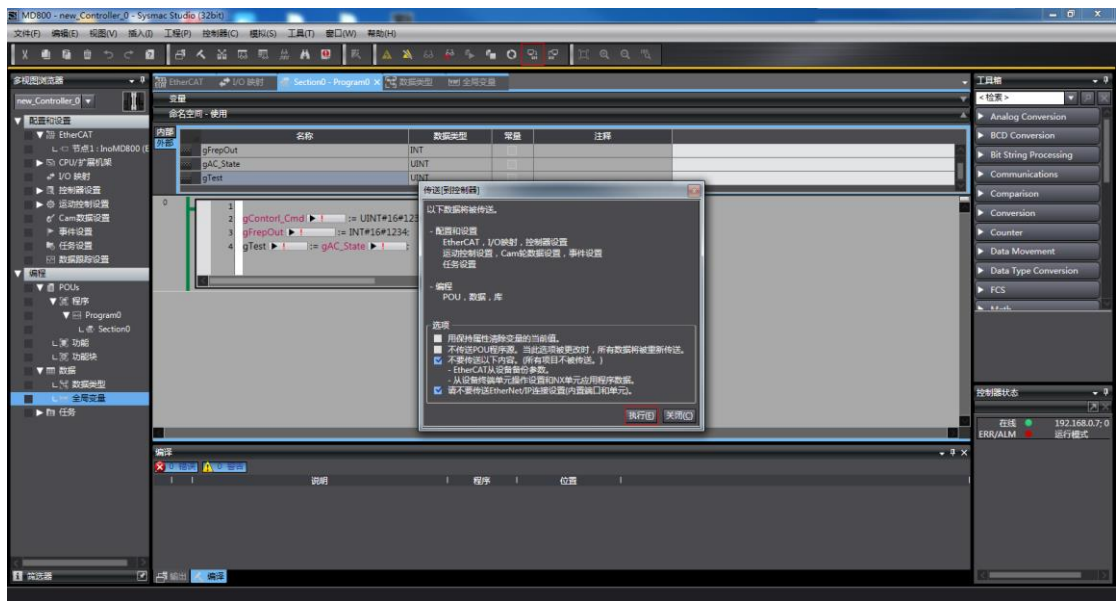 MD800 - new_Controller_0 - Sysmac Studio (32bit)
文件(F) 编辑(E) 视图(V) 插入(I) 工程(P) 控制器(C) 模拟(S) 工具(T) 窗口(W) 帮助(H)
多视图浏览器
new_Controller_0
配置和设置
EtherCAT
节点1 : InoMD800 (E
CPU/扩展机架
I/O 映射
控制器设置
运动控制设置
Cam数据设置
事件设置
任务设置
数据跟踪设置
编程
POUs
程序
Program0
Section0
功能
功能块
数据
数据类型
全局变量
任务
筛选器
EtherCAT I/O 映射 Section0 - Program0 数据类型 全局变量
变量
命名空间 - 使用
内部
外部
名称 数据类型 常量 注释
gFrepOut INT
gAC_State UINT
gTest UINT
0
1
2 gContorl_Cmd ! := UINT#16#123
3 gFrepOut ! := INT#16#1234;
4 gTest ! := gAC_State ! ;
传送[到控制器]
以下数据将被传送。
- 配置和设置
EtherCAT , I/O映射 , 控制器设置
运动控制设置 , Cam轮数据设置 , 事件设置
任务设置
- 编程
POU , 数据 , 库
选项
用保持属性清除变量的当前值。
不传送POU程序源。当此选项被更改时 , 所有数据将被重新传送。
不要传送以下内容。(所有项目不被传送。)
- EtherCAT从设备备份参数。
- 从设备终端单元操作设置和NX单元应用程序数据。
请不要传送EtherNet/IP连接设置(内置端口和单元)。
执行(E) 关闭(C)
编译
0 错误 0 警告
说明 程序 位置
输出 编译
工具箱
<检索>
Analog Conversion
BCD Conversion
Bit String Processing
Communications
Comparison
Conversion
Counter
Data Movement
Data Type Conversion
FCS
Math
控制器状态
在线 192.168.0.7; 0
ERR/ALM 运行模式